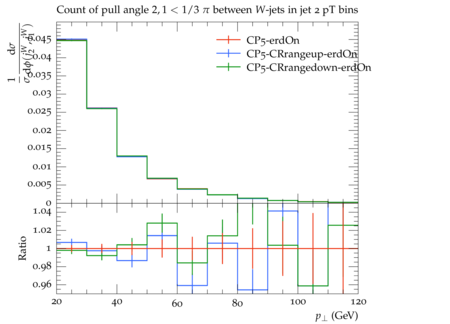 Count of pull angle 2, 1 < 1/3 π between W-jets in jet 2 pT bins
CP5-erdOn
CP5-CRrangeup-erdOn
CP5-CRrangedown-erdOn
0.045
0.04
0.035
0.03
0.025
0.02
0.015
0.01
0.005
0
1.04
1.02
1
0.98
0.96
Ratio
20 40 60 80 100 120
p⊥ (GeV)